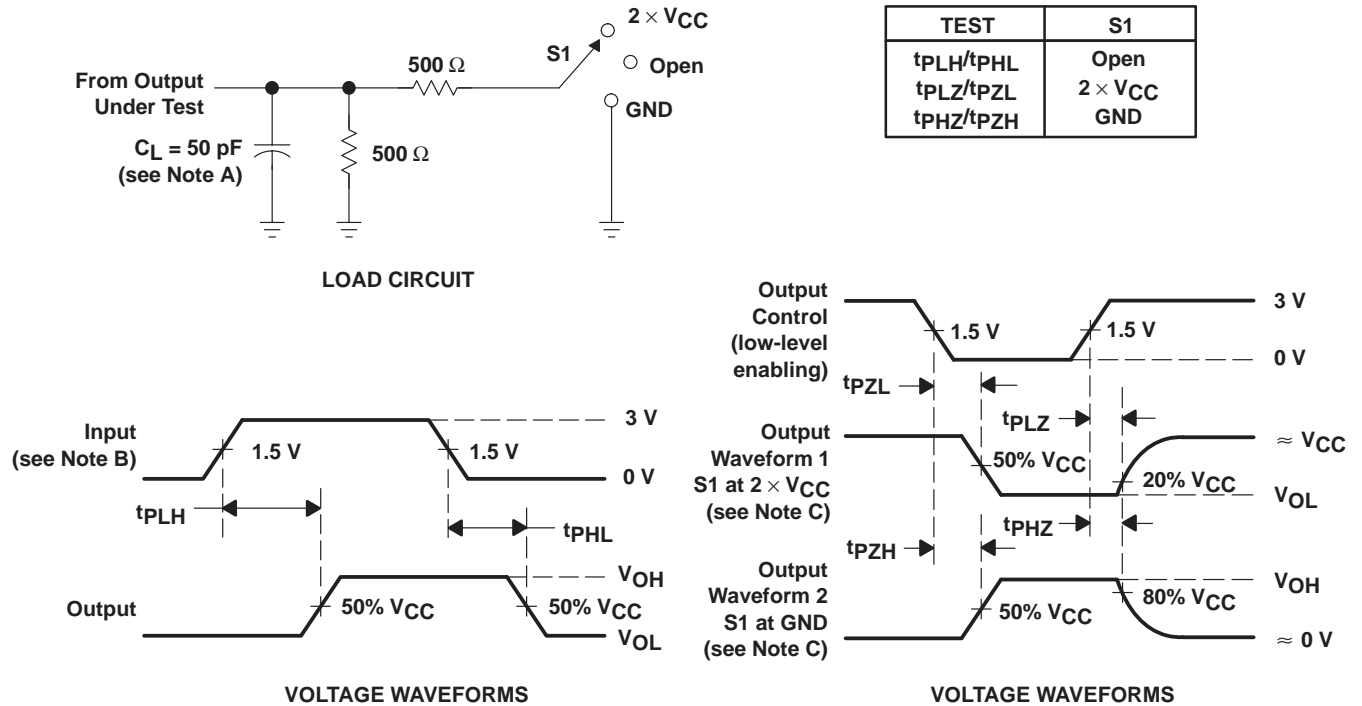 2 × VCC
S1
Open
GND
500 Ω
From Output
Under Test
CL = 50 pF
(see Note A)
500 Ω
LOAD CIRCUIT
TEST S1
tPLH/tPHL Open
tPLZ/tPZL 2 × VCC
tPHZ/tPZH GND
Input
(see Note B)
1.5 V
1.5 V
3 V
0 V
tPLH
tPHL
Output
50% VCC
50% VCC
VOH
VOL
VOLTAGE WAVEFORMS
Output
Control
(low-level
enabling)
1.5 V
1.5 V
3 V
0 V
tPZL
tPLZ
Output
Waveform 1
S1 at 2 × VCC
(see Note C)
50% VCC
20% VCC
≈ VCC
VOL
tPHZ
tPZH
Output
Waveform 2
S1 at GND
(see Note C)
50% VCC
80% VCC
VOH
≈ 0 V
VOLTAGE WAVEFORMS